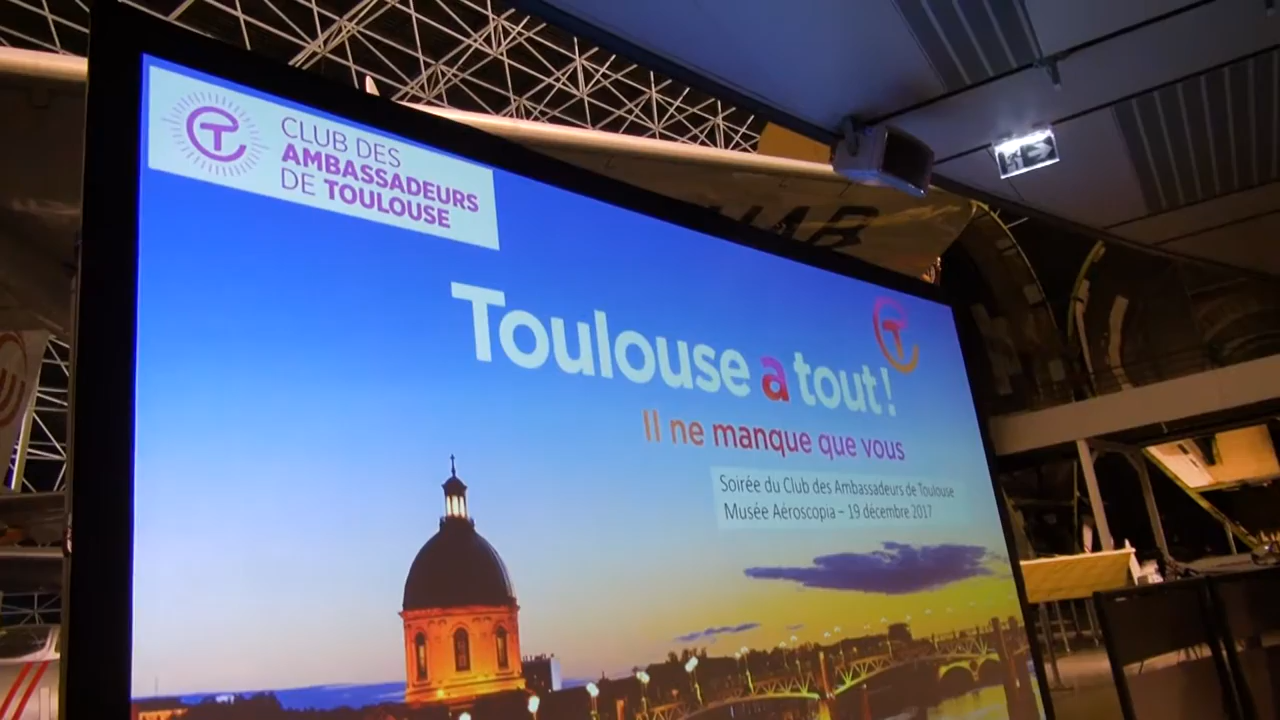 CLUB DES
AMBASSADEURS
DE TOULOUSE
Toulouse a tout !
Il ne manque que vous
Soirée du Club des Ambassadeurs de Toulouse
Musée Aéroscopia – 19 décembre 2017